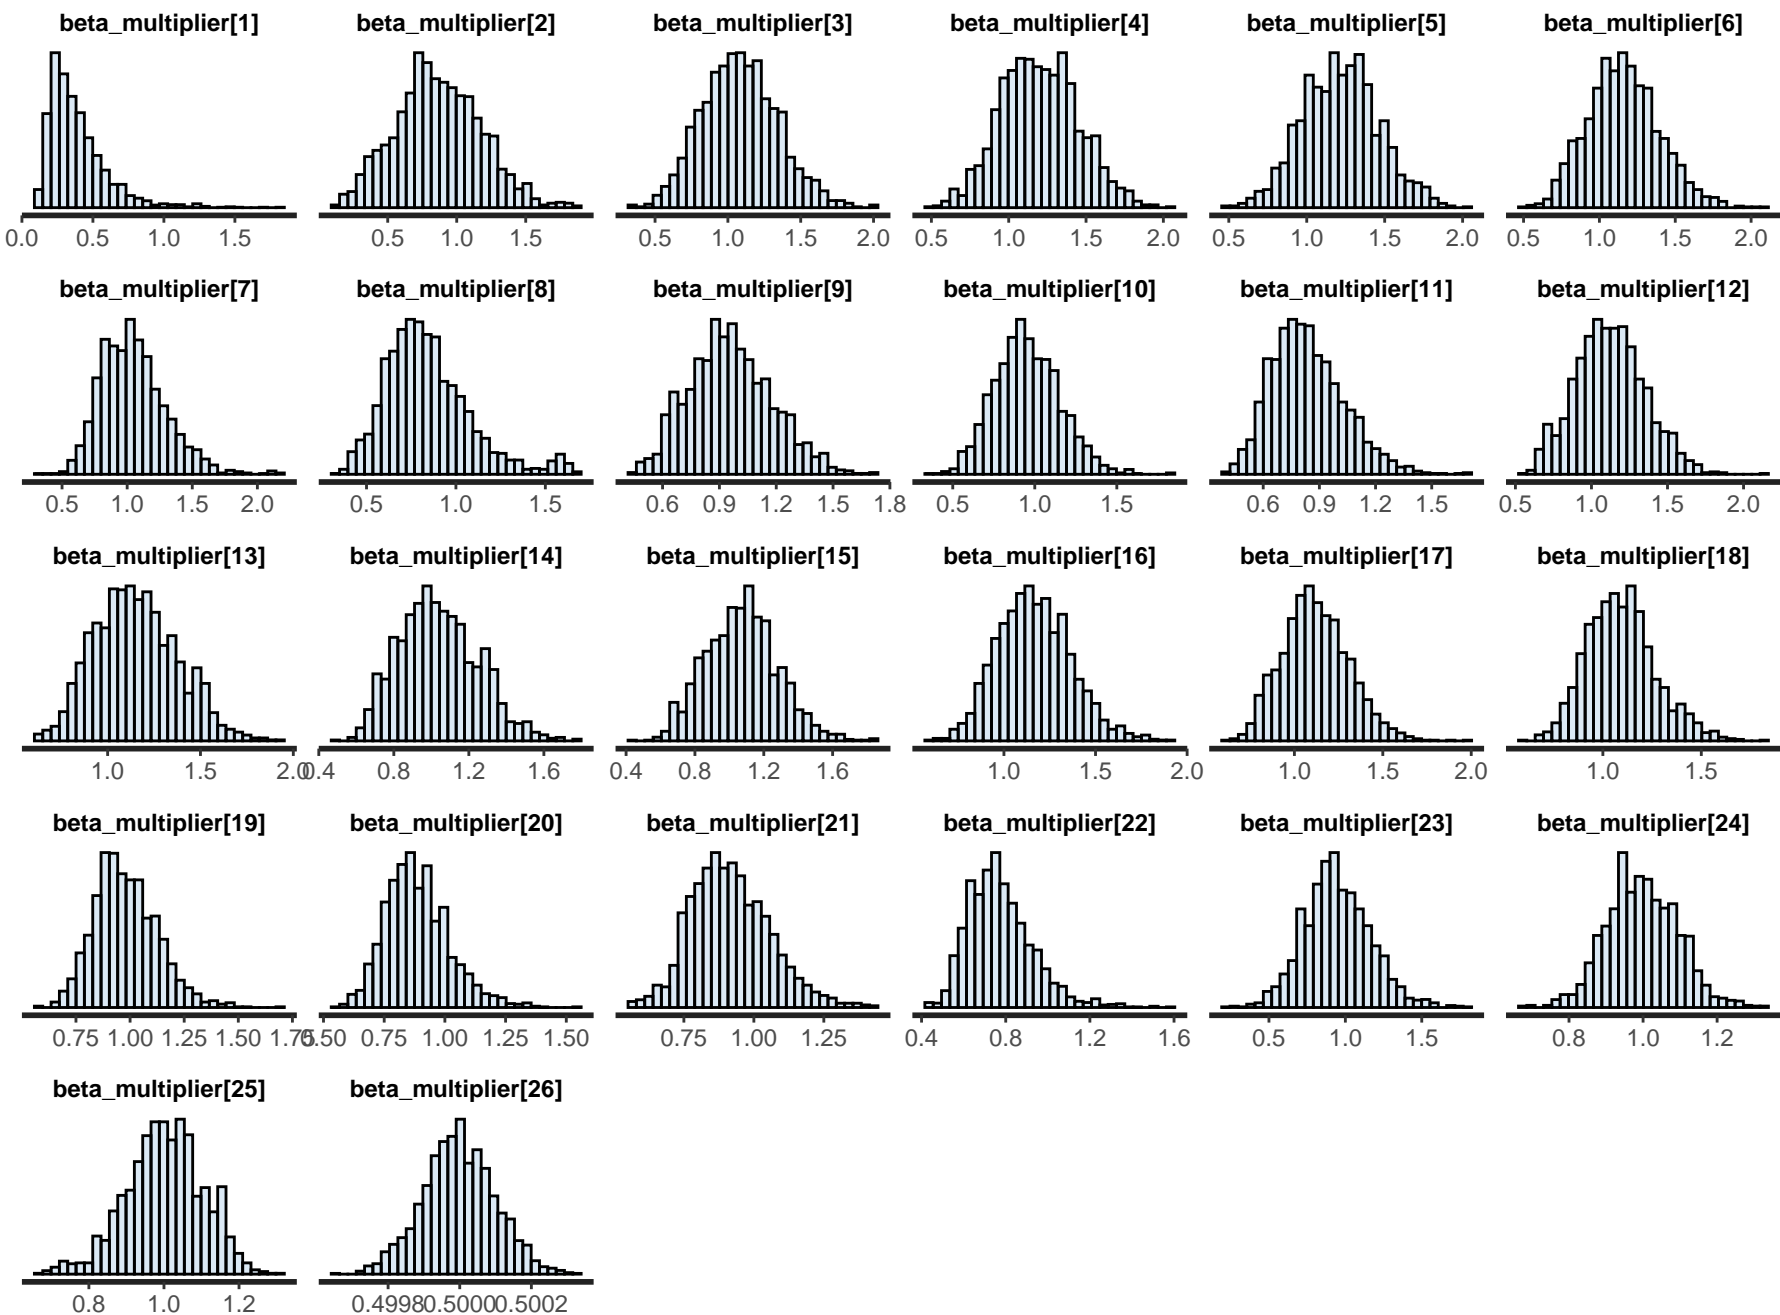 beta_multiplier[1] beta_multiplier[2] beta_multiplier[3] beta_multiplier[4] beta_multiplier[5] beta_multiplier[6]
0.0 0.5 1.0 1.5 0.5 1.0 1.5 0.5 1.0 1.5 2.0 0.5 1.0 1.5 2.0 0.5 1.0 1.5 2.0 0.5 1.0 1.5 2.0
beta_multiplier[7] beta_multiplier[8] beta_multiplier[9] beta_multiplier[10] beta_multiplier[11] beta_multiplier[12]
0.5 1.0 1.5 2.0 0.5 1.0 1.5 0.6 0.9 1.2 1.5 1.8 0.5 1.0 1.5 0.6 0.9 1.2 1.5 0.5 1.0 1.5 2.0
beta_multiplier[13] beta_multiplier[14] beta_multiplier[15] beta_multiplier[16] beta_multiplier[17] beta_multiplier[18]
1.0 1.5 2.0 0.4 0.8 1.2 1.6 0.4 0.8 1.2 1.6 1.0 1.5 2.0 1.0 1.5 2.0 1.0 1.5
beta_multiplier[19] beta_multiplier[20] beta_multiplier[21] beta_multiplier[22] beta_multiplier[23] beta_multiplier[24]
0.75 1.00 1.25 1.50 1.75 0.50 0.75 1.00 1.25 1.50 0.75 1.00 1.25 0.4 0.8 1.2 1.6 0.5 1.0 1.5 0.8 1.0 1.2
beta_multiplier[25] beta_multiplier[26]
0.8 1.0 1.2 0.4998 0.5000 0.5002